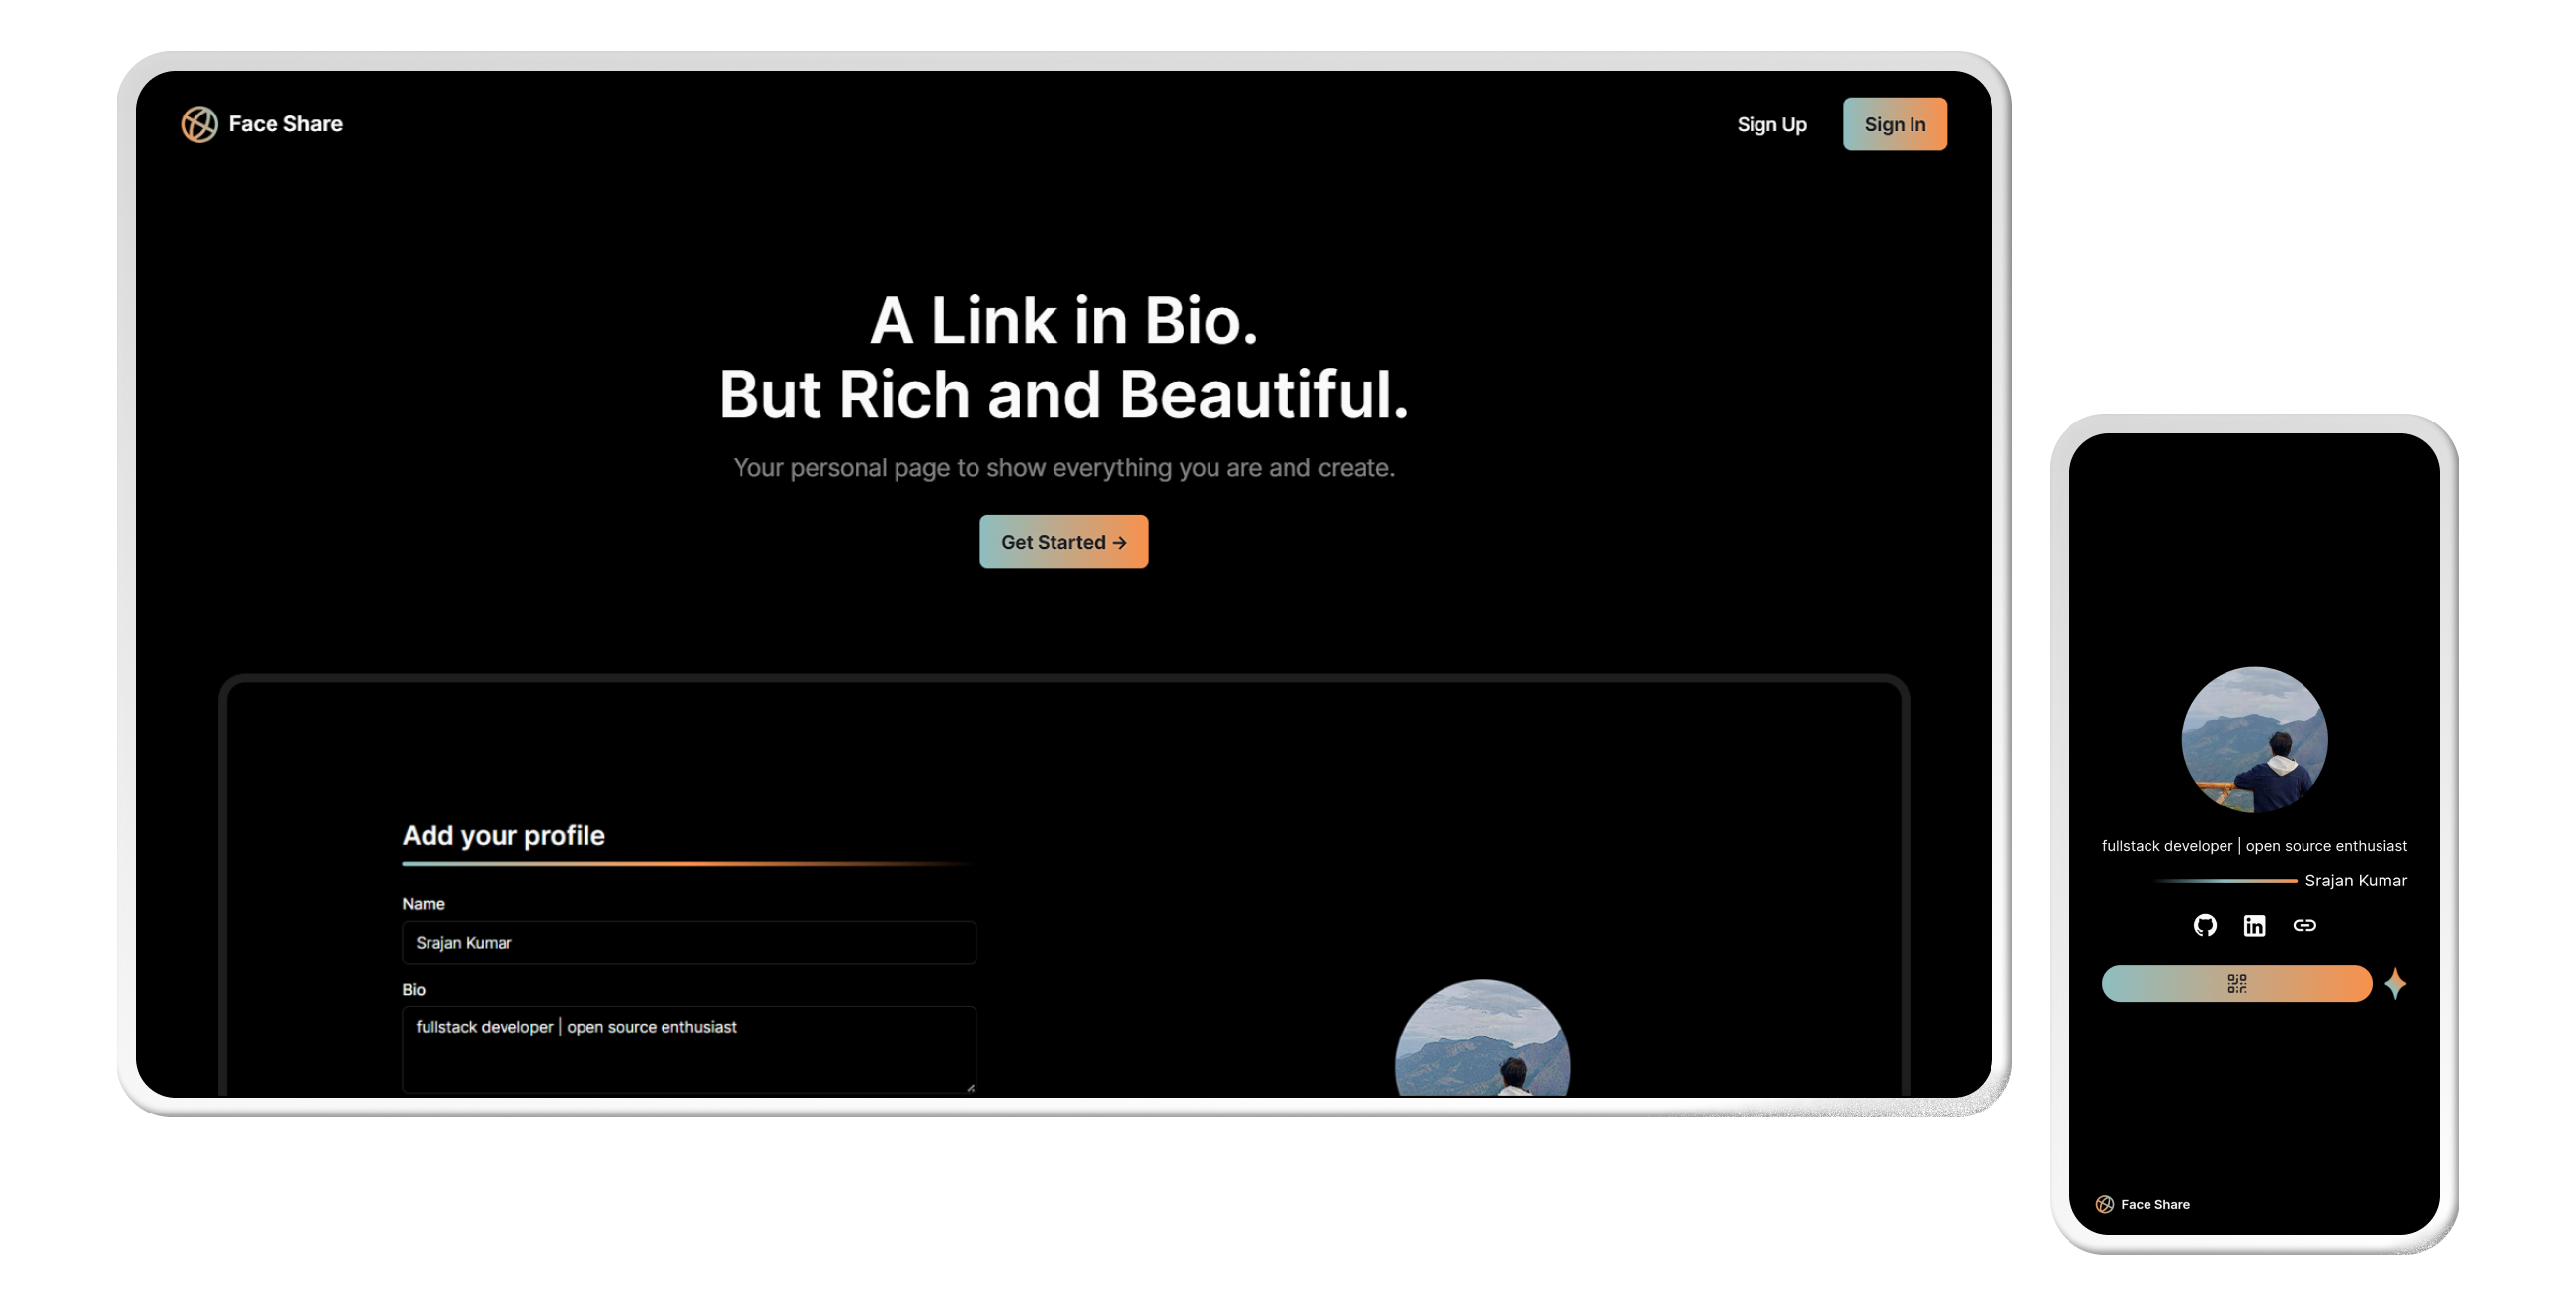 Face Share
Sign Up
Sign In
A Link in Bio.
But Rich and Beautiful.
Your personal page to show everything you are and create.
Get Started →
Add your profile
Name
Srajan Kumar
Bio
fullstack developer | open source enthusiast
fullstack developer | open source enthusiast
Srajan Kumar
in
Face Share